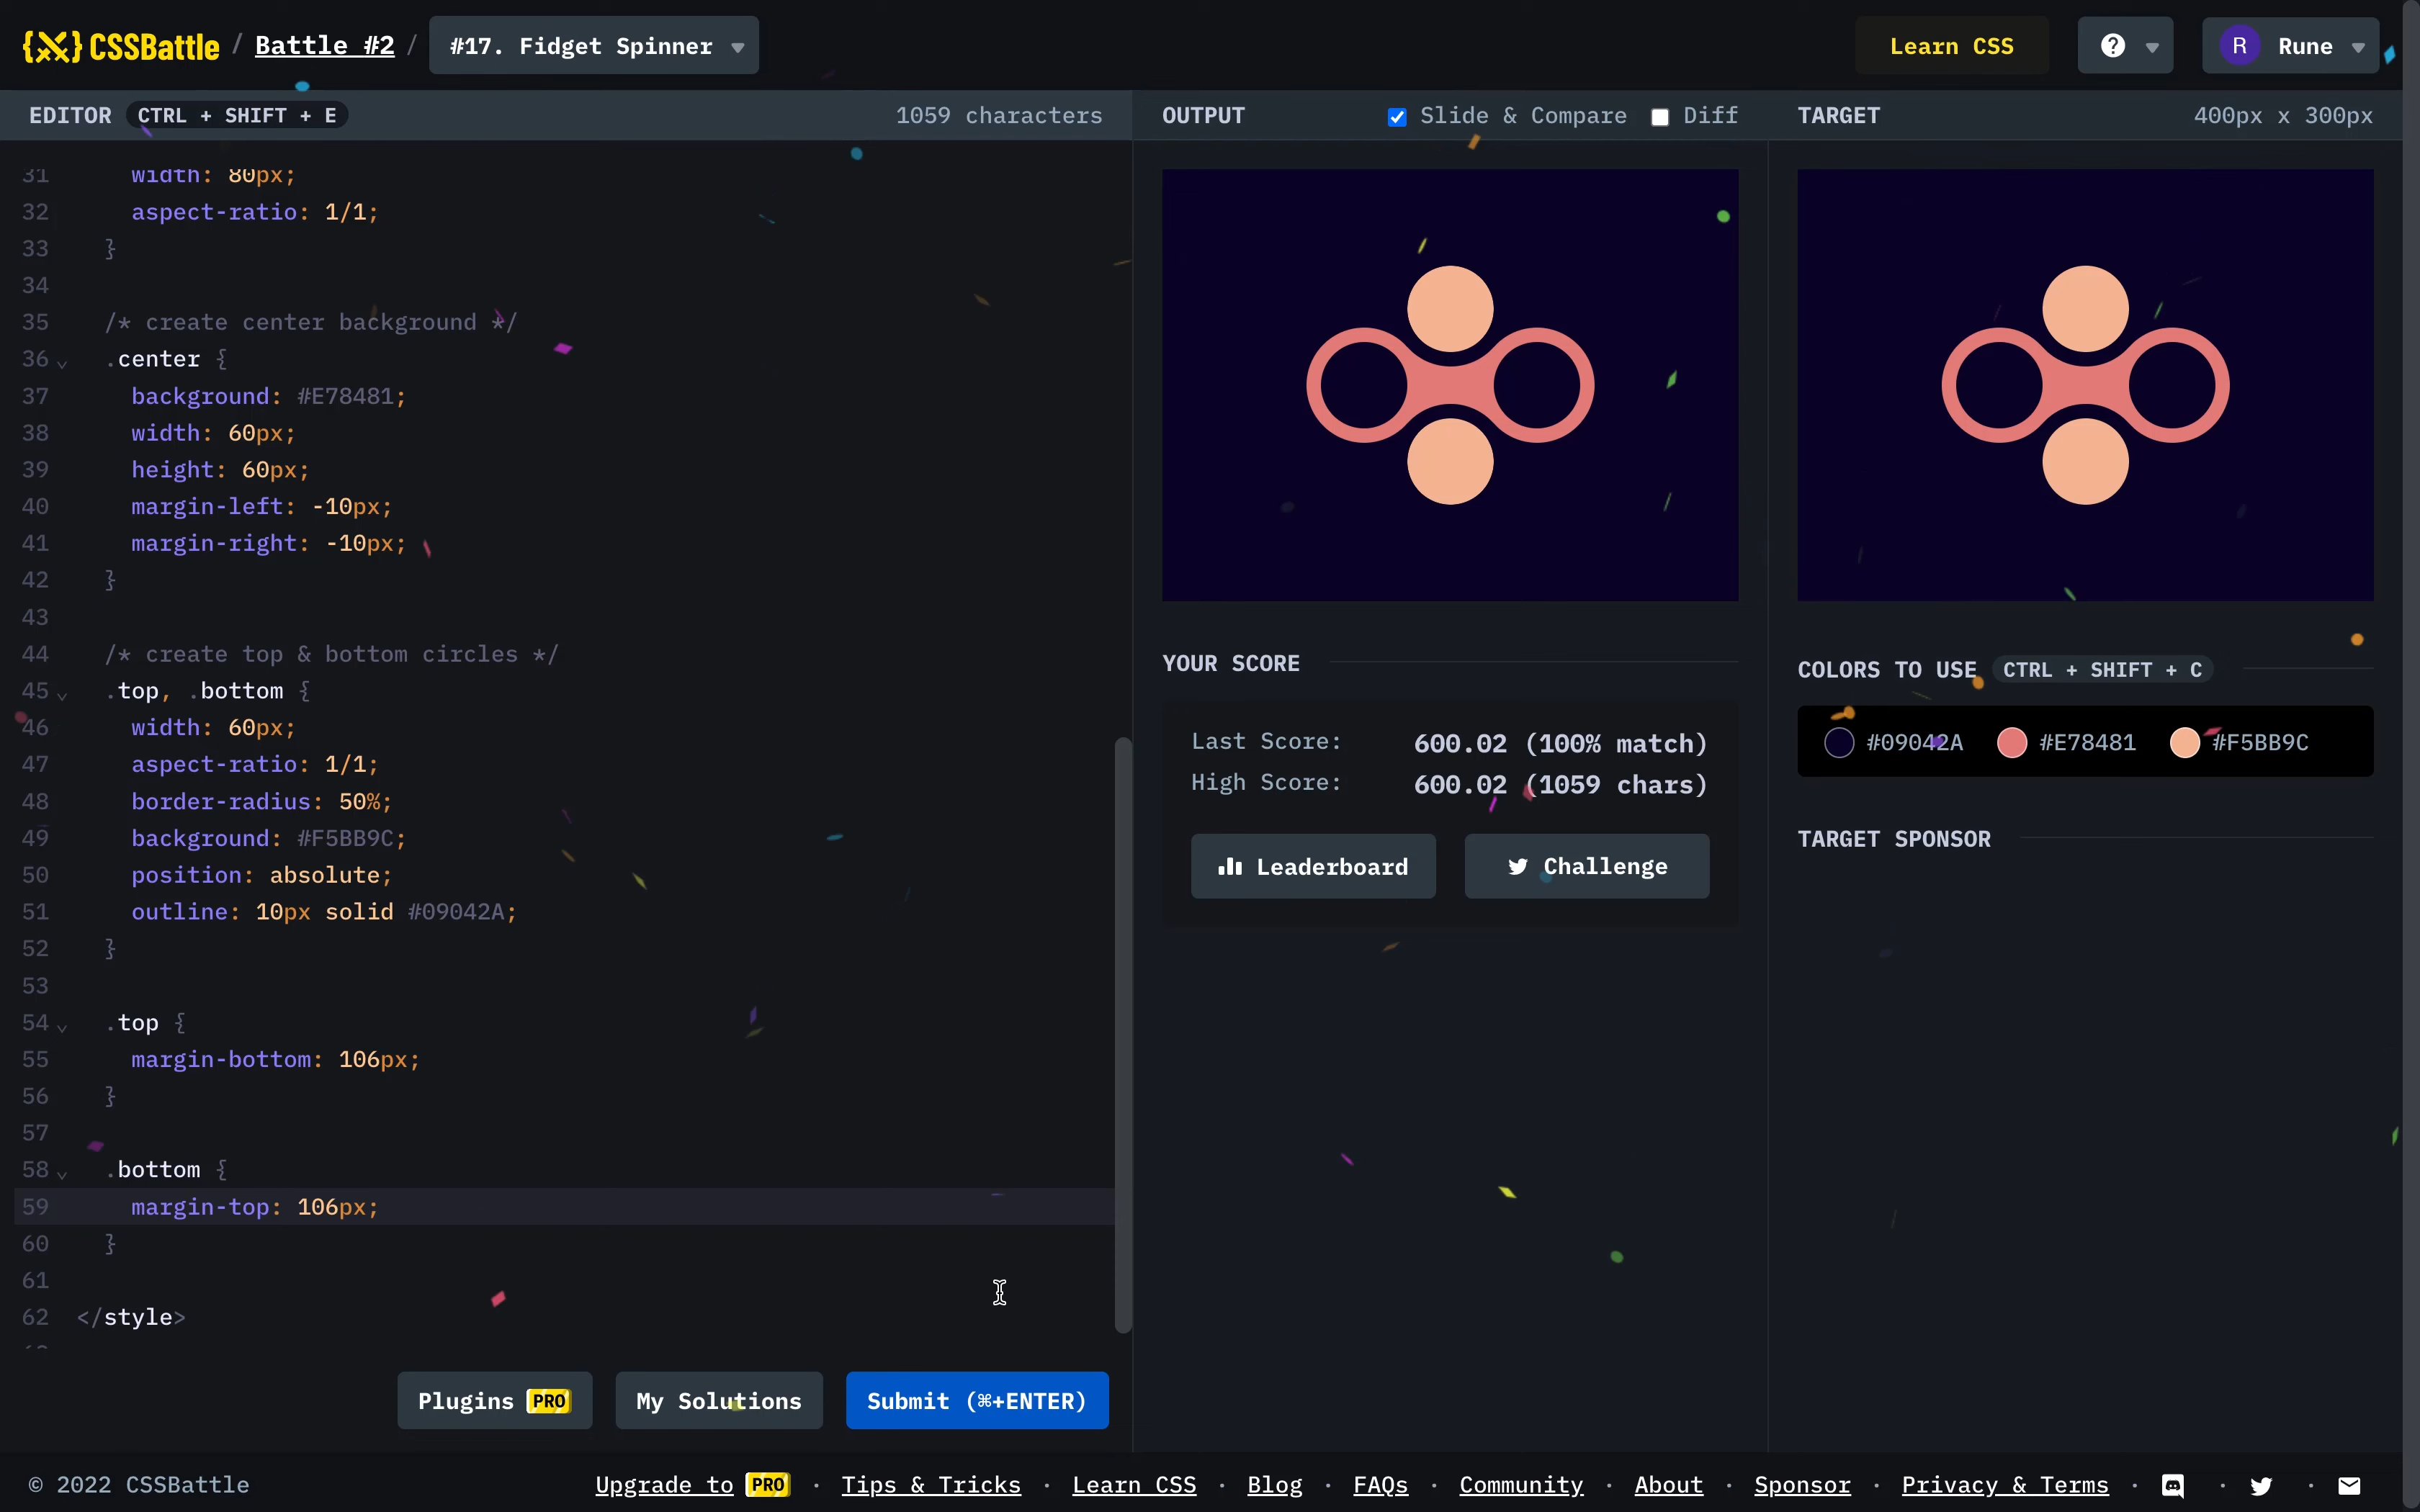 {X} CSSBattle / Battle #2 / #17. Fidget Spinner
Learn CSS
?
R Rune
EDITOR CTRL + SHIFT + E 1059 characters
OUTPUT Slide & Compare Diff
TARGET 400px x 300px
31 width: 80px;
32 aspect-ratio: 1/1;
33 }
34
35 /* create center background */
36 .center {
37 background: #E78481;
38 width: 60px;
39 height: 60px;
40 margin-left: -10px;
41 margin-right: -10px;
42 }
43
44 /* create top & bottom circles */
45 .top, .bottom {
46 width: 60px;
47 aspect-ratio: 1/1;
48 border-radius: 50%;
49 background: #F5BB9C;
50 position: absolute;
51 outline: 10px solid #09042A;
52 }
53
54 .top {
55 margin-bottom: 106px;
56 }
57
58 .bottom {
59 margin-top: 106px;
60 }
61
62 </style>
Plugins PRO
My Solutions
Submit (⌘+ENTER)
YOUR SCORE
Last Score: 600.02 (100% match)
High Score: 600.02 (1059 chars)
Leaderboard
Challenge
COLORS TO USE CTRL + SHIFT + C
#09042A #E78481 #F5BB9C
TARGET SPONSOR
© 2022 CSSBattle
Upgrade to PRO · Tips & Tricks · Learn CSS · Blog · FAQs · Community · About · Sponsor · Privacy & Terms · · ·